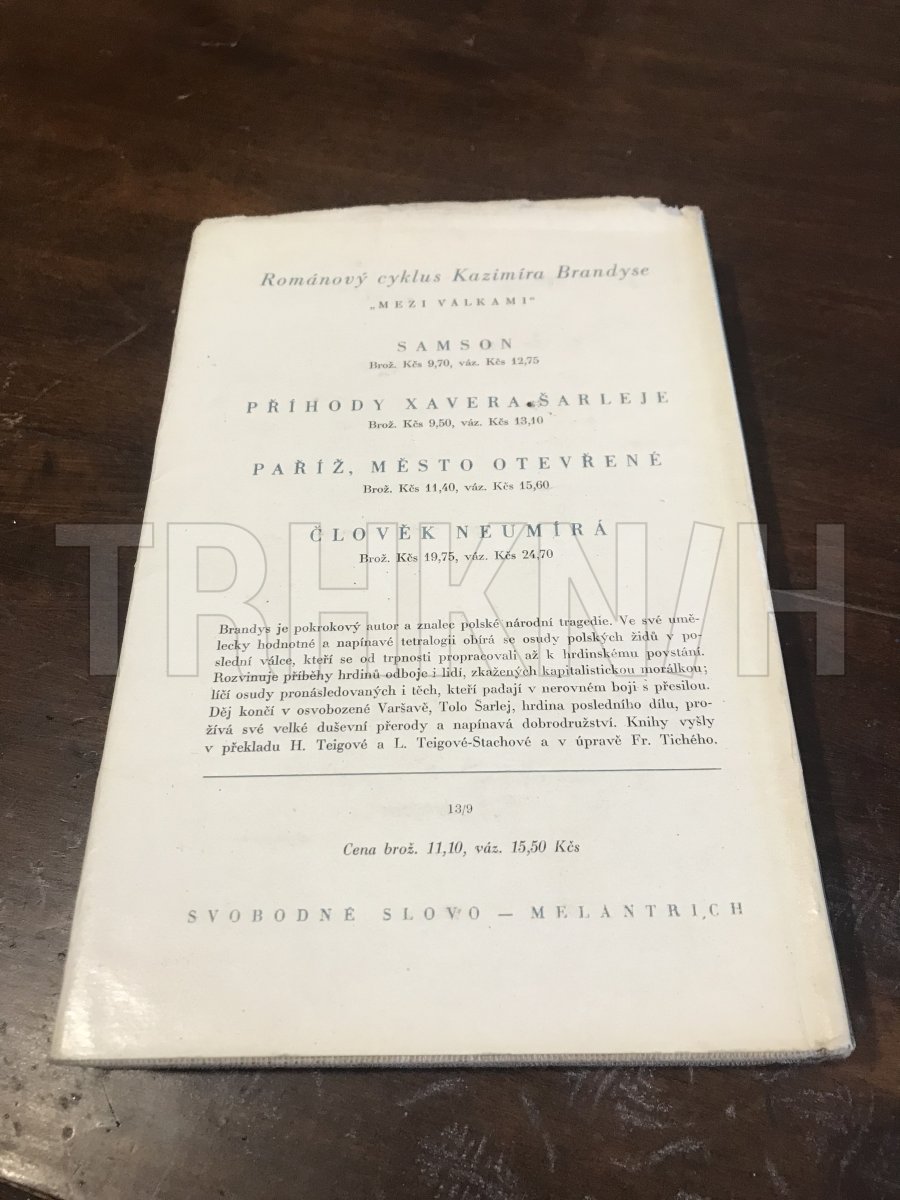 Románový cyklus Kazimíra Brandyse
„MEZI VÁLKAMI“
SAMSON
Brož. Kčs 9,70, váz. Kčs 12,75
PŘÍHODY XAVERA ŠARLEJE
Brož. Kčs 9,50, váz. Kčs 13,10
PAŘÍŽ, MĚSTO OTEVŘENÉ
Brož. Kčs 11,40, váz. Kčs 15,60
ČLOVĚK NEUMÍRÁ
Brož. Kčs 19,75, váz. Kčs 24,70
TRHKNIH
Brandys je pokrokový autor a znalec polské národní tragedie. Ve své umě-
lecky hodnotné a napínavé tetralogii obírá se osudy polských židů v po-
slední válce, kteří se od trpnosti propracovali až k hrdinskému povstání.
Rozvinuje příběhy hrdinů odboje i lidí, zkažených kapitalistickou morálkou;
líčí osudy pronásledovaných i těch, kteří padají v nerovném boji s přesilou.
Děj končí v osvobozené Varšavě, Tolo Šarlej, hrdina posledního dílu, pro-
žívá své velké duševní přerody a napínavá dobrodružství. Knihy vyšly
v překladu H. Teigové a L. Teigové-Stachové a v úpravě Fr. Tichého.
13/9
Cena brož. 11,10, váz. 15,50 Kčs
SVOBODNÉ SLOVO — MELANTRICH